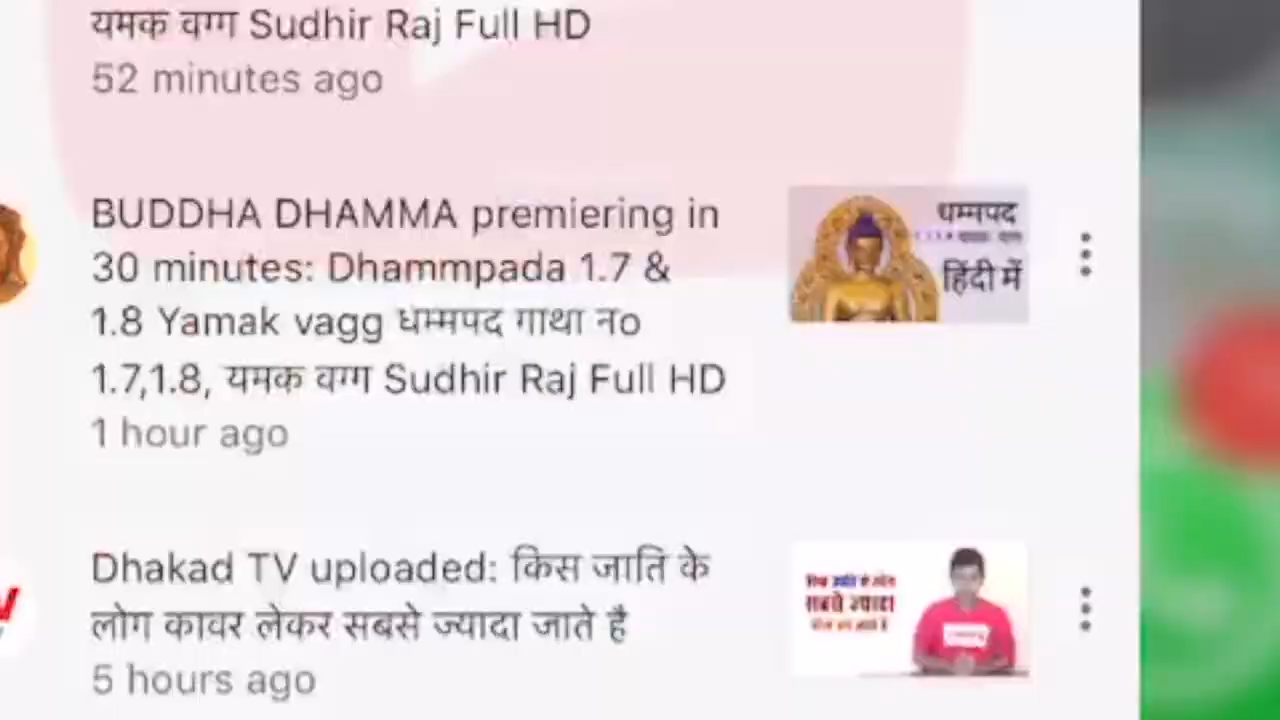 यमक वग्ग Sudhir Raj Full HD
52 minutes ago
BUDDHA DHAMMA premiering in
30 minutes: Dhammpada 1.7 &
1.8 Yamak vagg धम्मपद गाथा नo
1.7,1.8, यमक वग्ग Sudhir Raj Full HD
1 hour ago
धम्मपद
हिंदी में
Dhakad TV uploaded: किस जाति के
लोग कावर लेकर सबसे ज्यादा जाते है
5 hours ago
किस जाति के लोग
सबसे ज्यादा